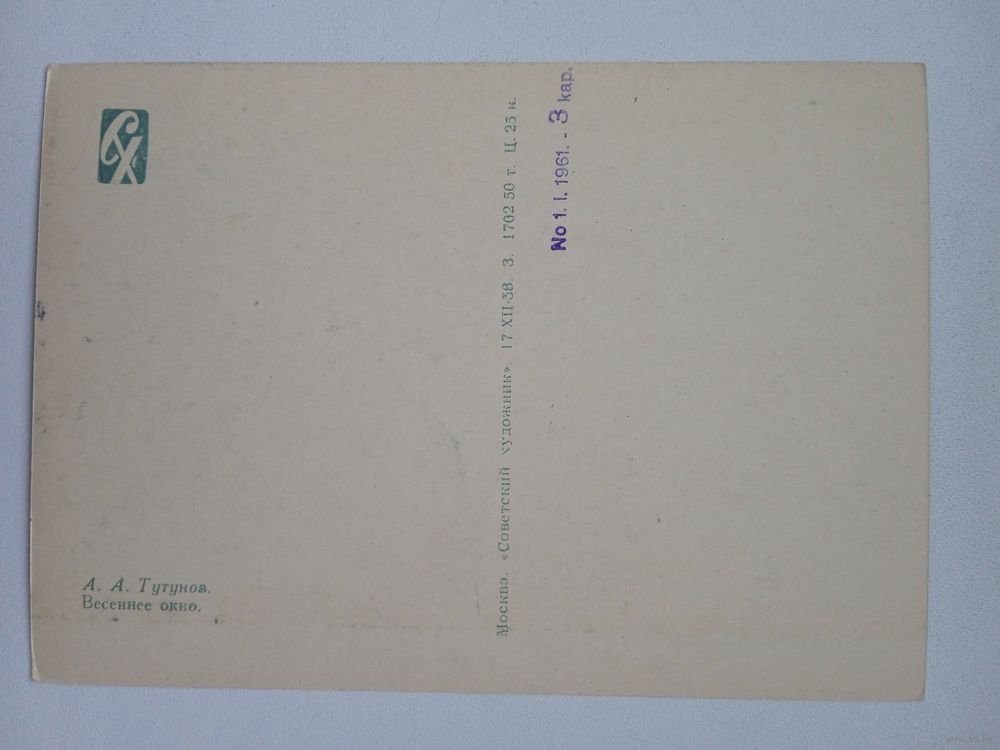 СХ
А. А. Тутунов.
Весеннее окно.
Москва. «Советский художник». 17 XII-58. З. 1702 50 г. Ц. 25 к.
No 1. I. 1961. - 3 кар.